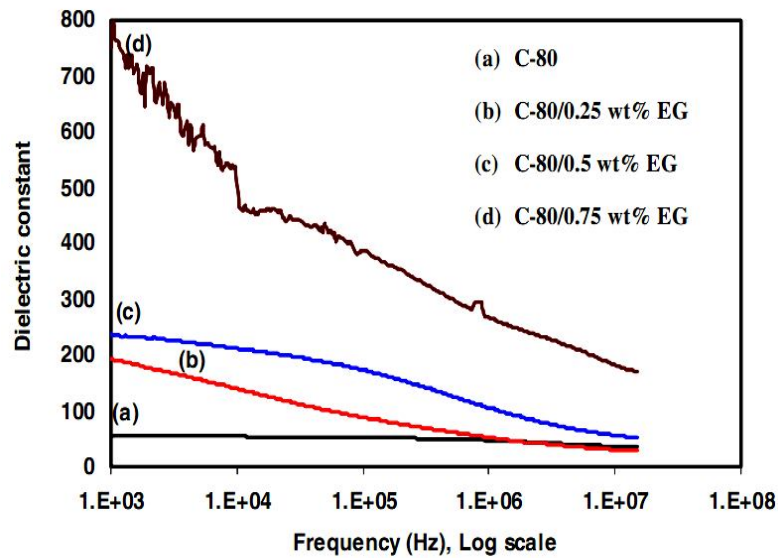 800
700
600
500
400
300
200
100
0
Dielectric constant
(d)
(c)
(b)
(a)
(a) C-80
(b) C-80/0.25 wt% EG
(c) C-80/0.5 wt% EG
(d) C-80/0.75 wt% EG
1.E+03 1.E+04 1.E+05 1.E+06 1.E+07 1.E+08
Frequency (Hz), Log scale